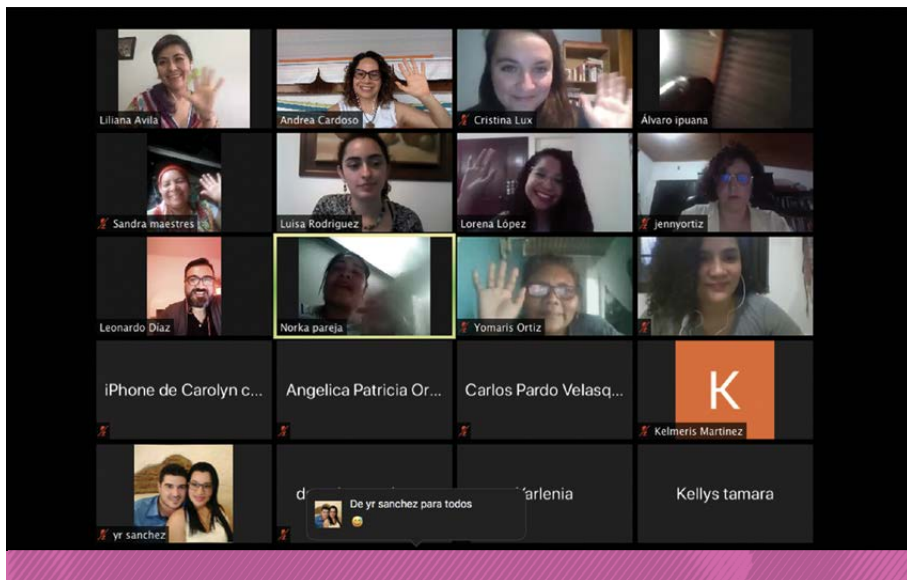 Liliana Avila
Andrea Cardoso
Cristina Lux
Álvaro ipuana
Sandra maestres
Luisa Rodriguez
Lorena López
jennyortiz
Leonardo Díaz
Norka pareja
Yomaris Ortiz
iPhone de Carolyn c...
Angelica Patricia Or...
Carlos Pardo Velasq...
K
Kelmeris Martinez
yr sanchez
De yr sanchez para todos
Kellys tamara